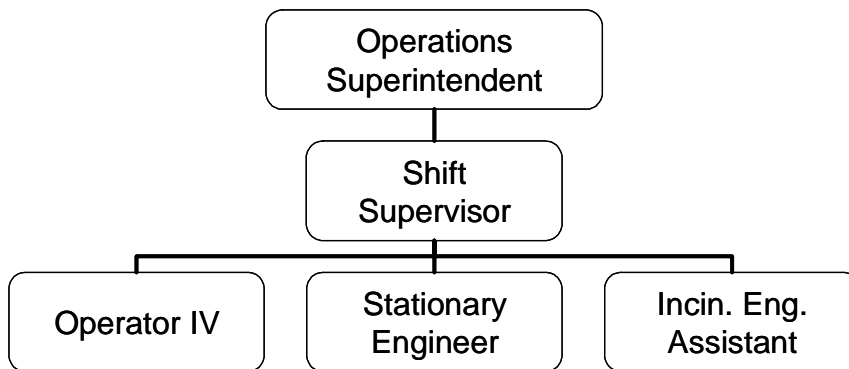 Operations
Superintendent
Shift
Supervisor
Operator IV
Stationary
Engineer
Incin. Eng.
Assistant